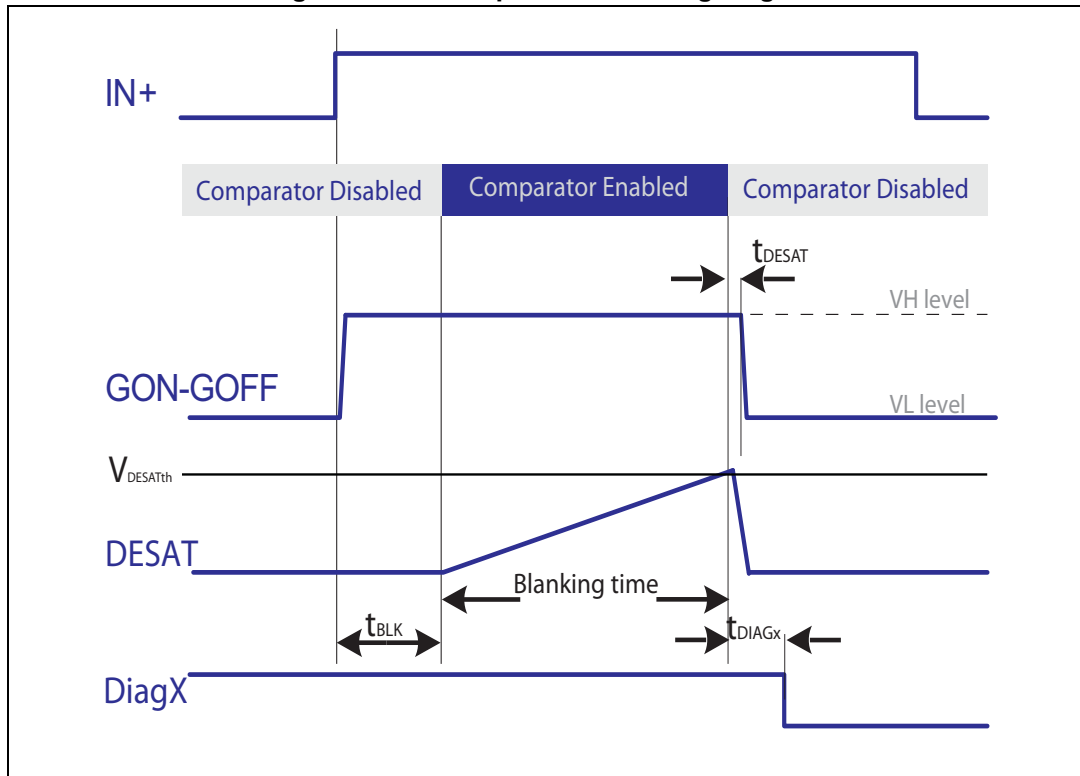 IN+
Comparator Disabled
Comparator Enabled
Comparator Disabled
tDESAT
VH level
GON-GOFF
VL level
VDESATth
DESAT
Blanking time
tBLK
tDIAGx
DiagX